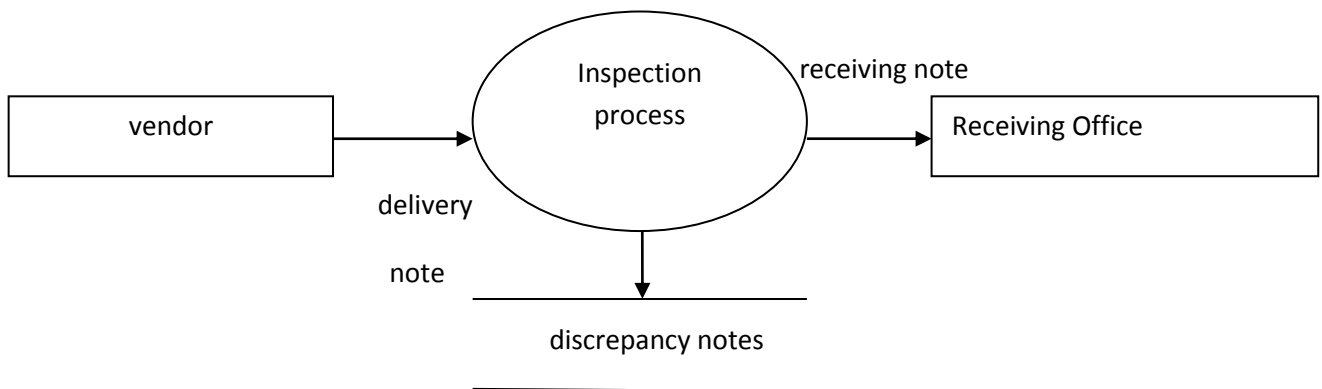 vendor
delivery
note
Inspection
process
receiving note
Receiving Office
discrepancy notes